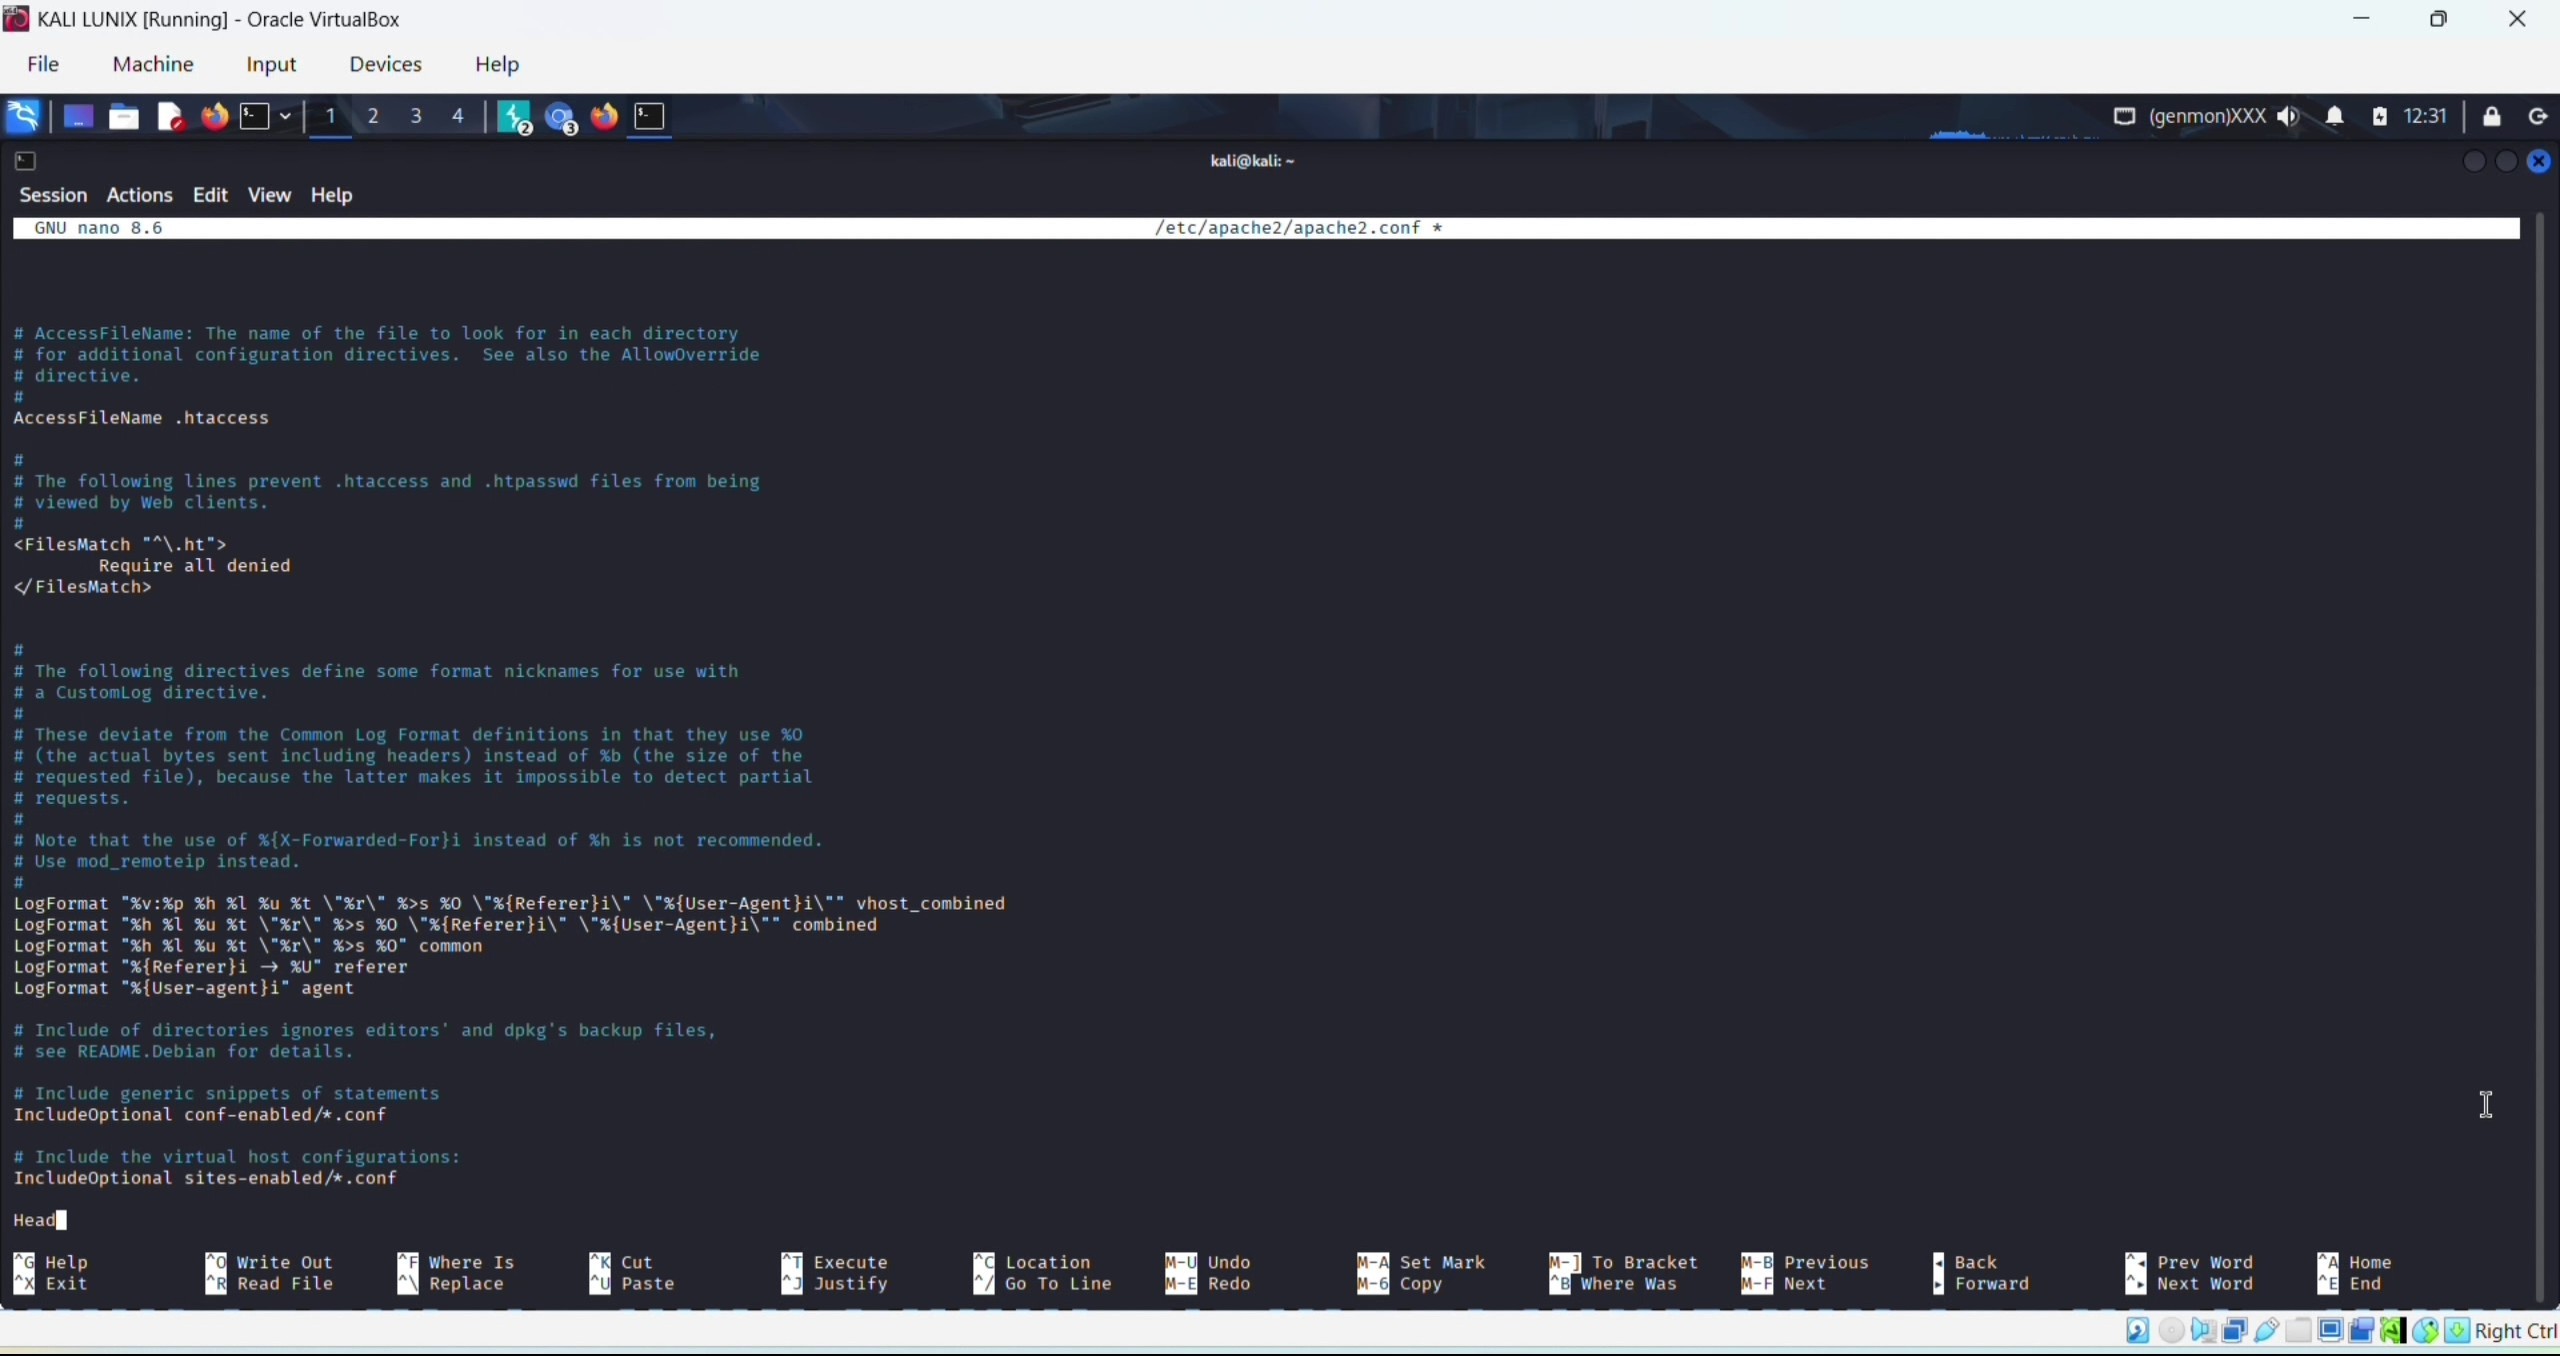 KALI LUNIX [Running] - Oracle VirtualBox
File Machine Input Devices Help
1 2 3 4 2 3 (genmon)XXX 12:31
kali@kali: ~
Session Actions Edit View Help
GNU nano 8.6 /etc/apache2/apache2.conf *
# AccessFileName: The name of the file to look for in each directory
# for additional configuration directives.  See also the AllowOverride
# directive.
#
AccessFileName .htaccess
#
# The following lines prevent .htaccess and .htpasswd files from being
# viewed by Web clients.
#
<FilesMatch "^\.ht">
Require all denied
</FilesMatch>
#
# The following directives define some format nicknames for use with
# a CustomLog directive.
#
# These deviate from the Common Log Format definitions in that they use %O
# (the actual bytes sent including headers) instead of %b (the size of the
# requested file), because the latter makes it impossible to detect partial
# requests.
#
# Note that the use of %{X-Forwarded-For}i instead of %h is not recommended.
# Use mod_remoteip instead.
#
LogFormat "%v:%p %h %l %u %t \"%r\" %>s %O \"%{Referer}i\" \"%{User-Agent}i\"" vhost_combined
LogFormat "%h %l %u %t \"%r\" %>s %O \"%{Referer}i\" \"%{User-Agent}i\"" combined
LogFormat "%h %l %u %t \"%r\" %>s %O" common
LogFormat "%{Referer}i → %U" referer
LogFormat "%{User-agent}i" agent
# Include of directories ignores editors' and dpkg's backup files,
# see README.Debian for details.
# Include generic snippets of statements
IncludeOptional conf-enabled/*.conf
# Include the virtual host configurations:
IncludeOptional sites-enabled/*.conf
Head
^G Help ^O Write Out ^F Where Is ^K Cut ^T Execute ^C Location M-U Undo M-A Set Mark M-] To Bracket M-B Previous ◂ Back ^◂ Prev Word ^A Home
^X Exit ^R Read File ^\ Replace ^U Paste ^J Justify ^/ Go To Line M-E Redo M-6 Copy ^B Where Was M-F Next ▸ Forward ^▸ Next Word ^E End
Right Ctrl